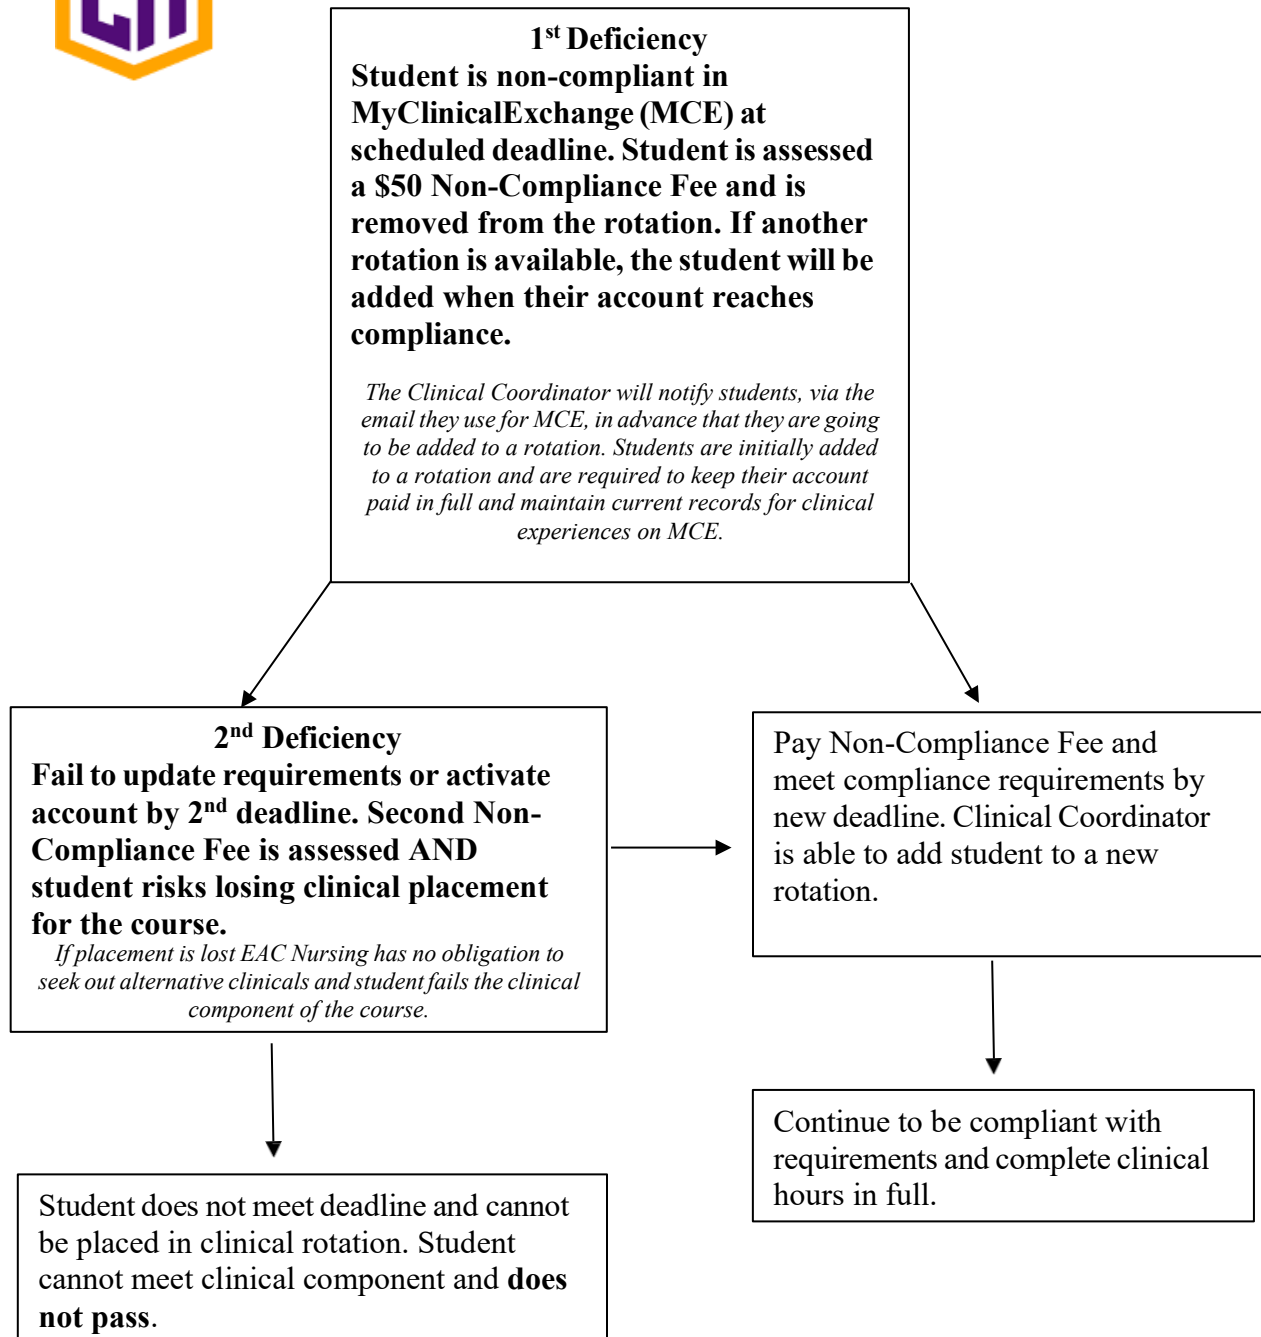 1st Deficiency
Student is non-compliant in
MyClinicalExchange (MCE) at
scheduled deadline. Student is assessed
a $50 Non-Compliance Fee and is
removed from the rotation. If another
rotation is available, the student will be
added when their account reaches
compliance.
The Clinical Coordinator will notify students, via the
email they use for MCE, in advance that they are going
to be added to a rotation. Students are initially added
to a rotation and are required to keep their account
paid in full and maintain current records for clinical
experiences on MCE.
2nd Deficiency
Fail to update requirements or activate
account by 2nd deadline. Second Non-
Compliance Fee is assessed AND
student risks losing clinical placement
for the course.
If placement is lost EAC Nursing has no obligation to
seek out alternative clinicals and student fails the clinical
component of the course.
Pay Non-Compliance Fee and
meet compliance requirements by
new deadline. Clinical Coordinator
is able to add student to a new
rotation.
Student does not meet deadline and cannot
be placed in clinical rotation. Student
cannot meet clinical component and does
not pass.
Continue to be compliant with
requirements and complete clinical
hours in full.